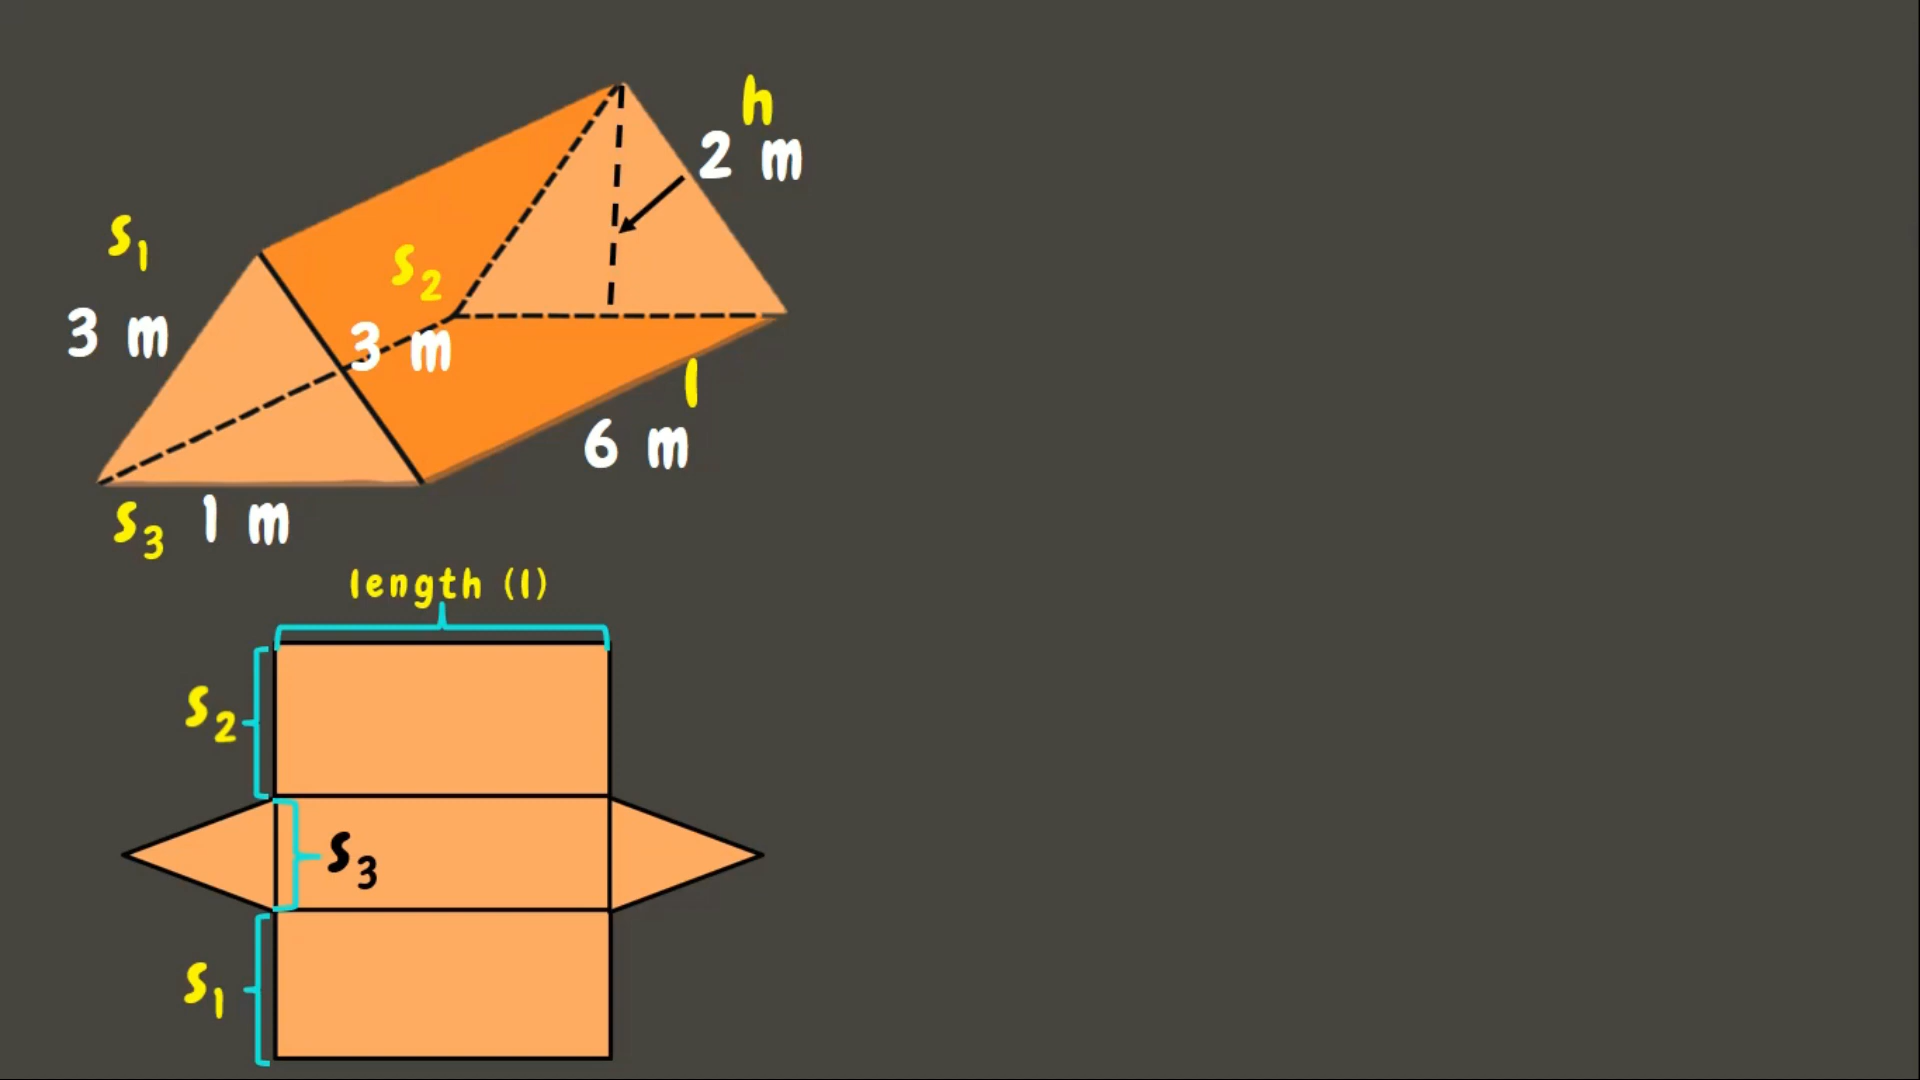 h
2 m
s₁
3 m
s₂
3 m
l
6 m
s₃ 1 m
length (l)
s₂
s₃
s₁